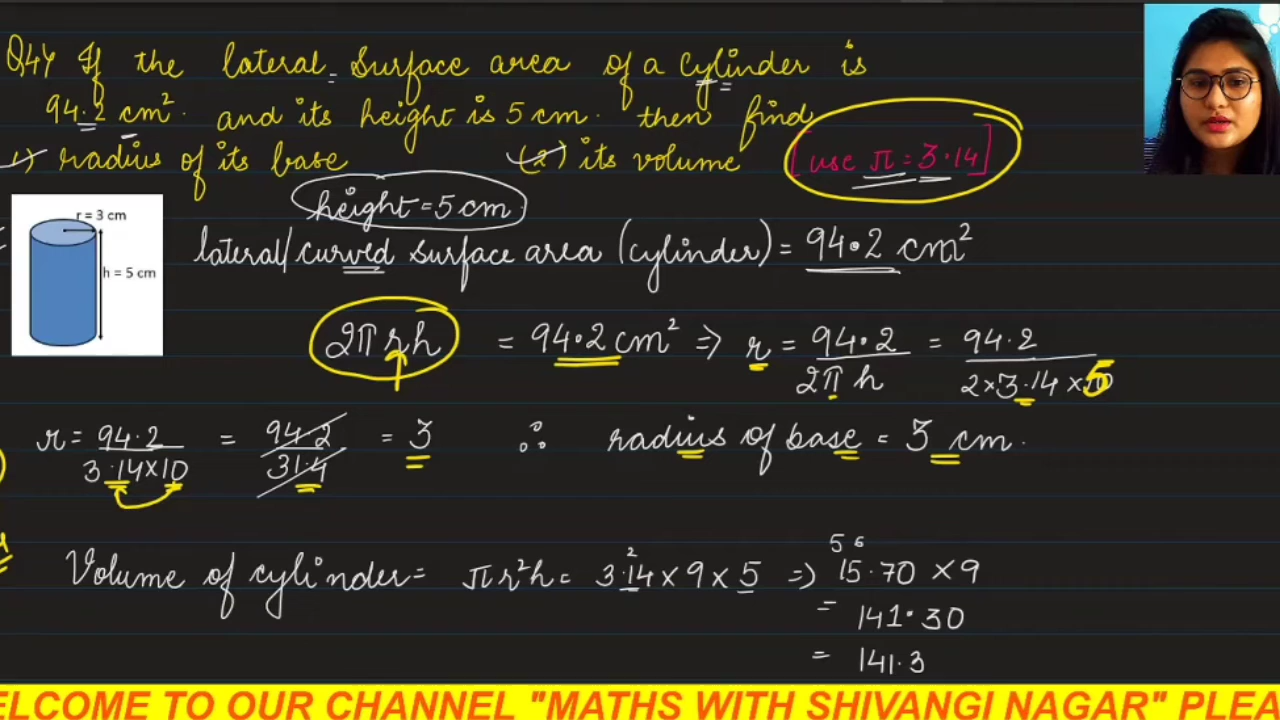 Q44 If the lateral surface area of a cylinder is
94.2 cm². and its height is 5 cm. then find
1) radius of its base (2) its volume [use π = 3.14]
height = 5 cm
r = 3 cm
h = 5 cm
lateral/curved surface area (cylinder) = 94.2 cm²
2πrh = 94.2 cm² ⇒ r = 94.2/2πh = 94.2/2×3.14×5
r = 94.2/3.14×10 = 94.2/31.4 = 3 ∴ radius of base = 3 cm.
Volume of cylinder = πr²h = 3.14 × 9 × 5 ⇒ 15.70 × 9
= 141.30
= 141.3
ELCOME TO OUR CHANNEL "MATHS WITH SHIVANGI NAGAR" PLEA